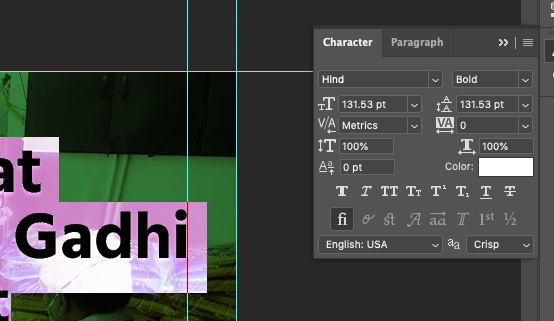 Character Paragraph
Hind Bold
131.53 pt 131.53 pt
Metrics 0
100% 100%
0 pt Color:
T T TT Tт T¹ T₁ T T
fi st A ad T 1st ½
English: USA aa Crisp
at
Gadhi